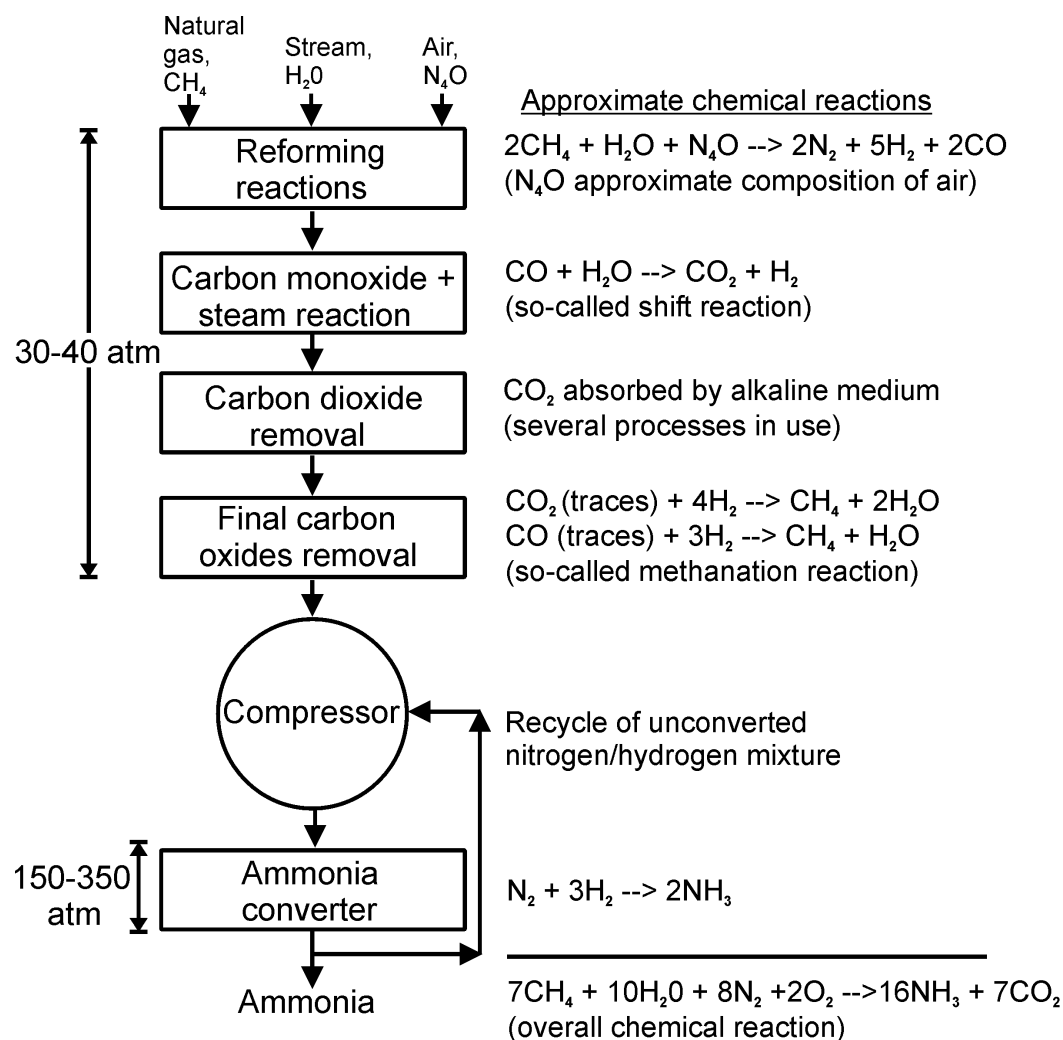 Natural
gas,
CH₄
Stream,
H₂0
Air,
N₄O
Approximate chemical reactions
Reforming
reactions
2CH₄ + H₂O + N₄O --> 2N₂ + 5H₂ + 2CO
(N₄O approximate composition of air)
Carbon monoxide +
steam reaction
CO + H₂O --> CO₂ + H₂
(so-called shift reaction)
30-40 atm
Carbon dioxide
removal
CO₂ absorbed by alkaline medium
(several processes in use)
Final carbon
oxides removal
CO₂ (traces) + 4H₂ --> CH₄ + 2H₂O
CO (traces) + 3H₂ --> CH₄ + H₂O
(so-called methanation reaction)
Compressor
Recycle of unconverted
nitrogen/hydrogen mixture
150-350
atm
Ammonia
converter
N₂ + 3H₂ --> 2NH₃
Ammonia
7CH₄ + 10H₂0 + 8N₂ +2O₂ -->16NH₃ + 7CO₂
(overall chemical reaction)